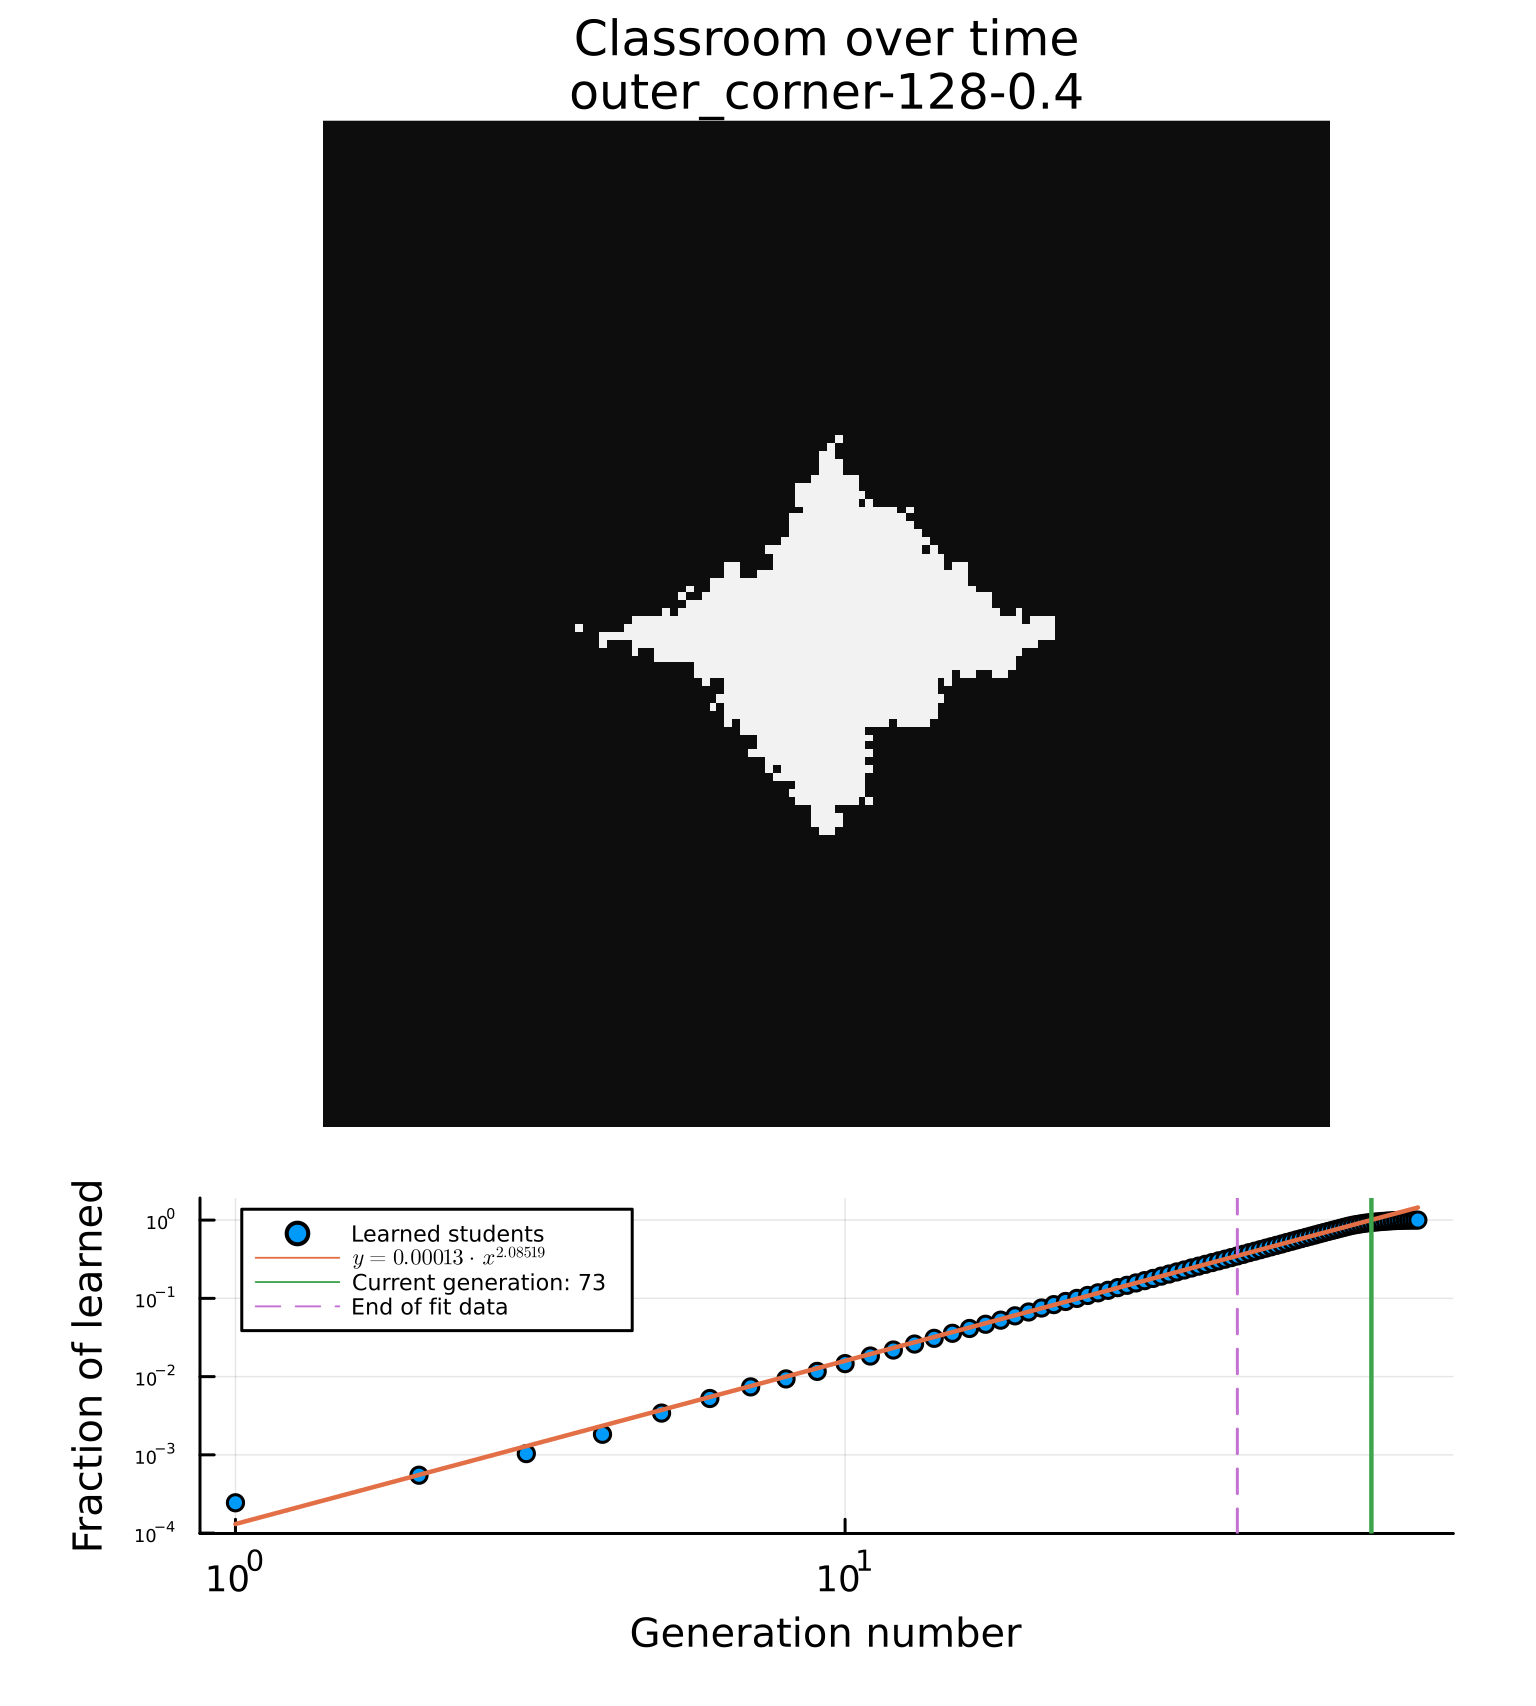 Classroom over time
outer_corner-128-0.4
Fraction of learned
10^0
10^-1
10^-2
10^-3
10^-4
Learned students
y = 0.00013 · x^2.08519
Current generation: 73
End of fit data
10^0
10^1
Generation number